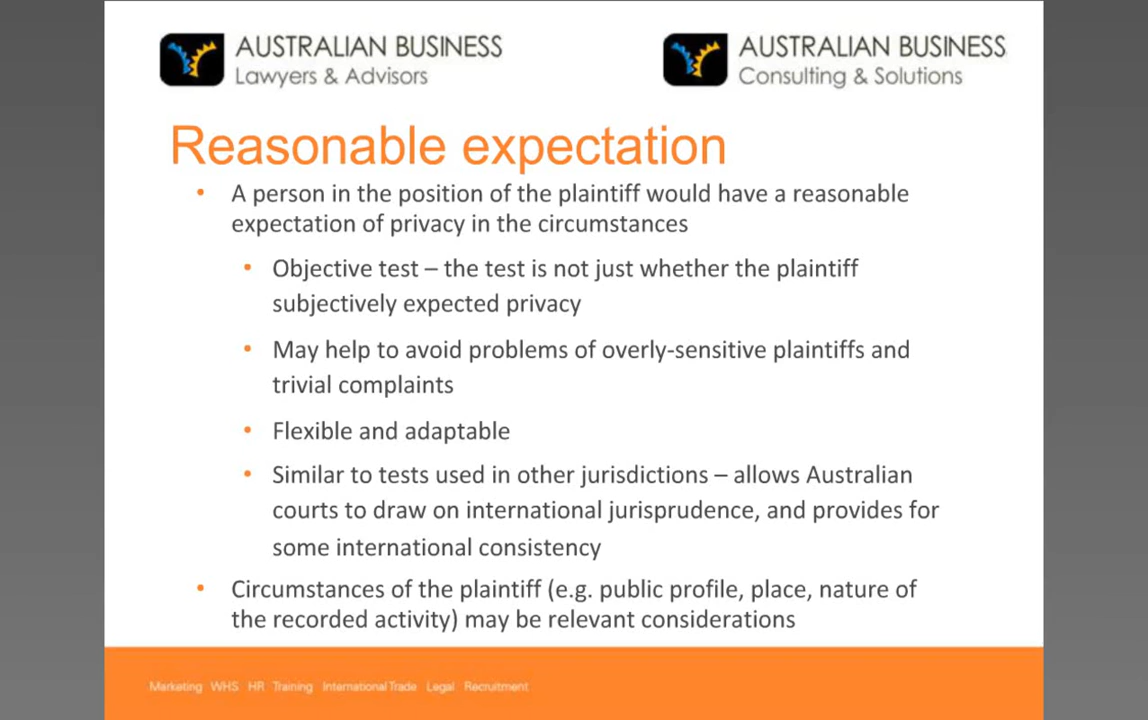 AUSTRALIAN BUSINESS
Lawyers & Advisors
AUSTRALIAN BUSINESS
Consulting & Solutions
Reasonable expectation
• A person in the position of the plaintiff would have a reasonable
expectation of privacy in the circumstances
• Objective test – the test is not just whether the plaintiff
subjectively expected privacy
• May help to avoid problems of overly-sensitive plaintiffs and
trivial complaints
• Flexible and adaptable
• Similar to tests used in other jurisdictions – allows Australian
courts to draw on international jurisprudence, and provides for
some international consistency
• Circumstances of the plaintiff (e.g. public profile, place, nature of
the recorded activity) may be relevant considerations
Marketing WHS HR Training International Trade Legal Recruitment